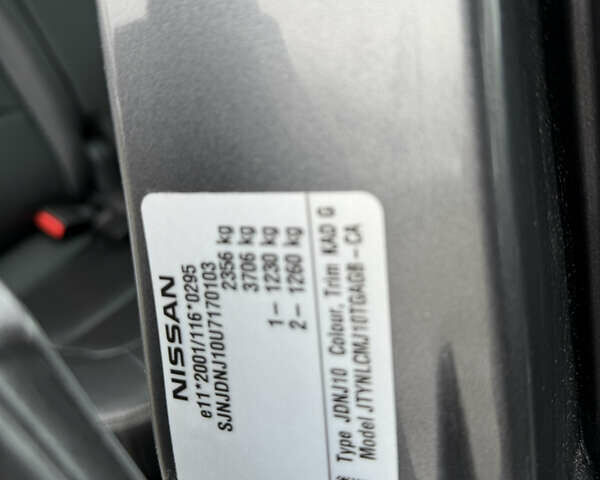 NISSAN
e11*2001/116*0295
SJNJDNJ10U7170103
2356 kg
3706 kg
1- 1230 kg
2- 1260 kg
Type JDNJ10 Colour, Trim KAD G
Model JTYNLCMJ10TGAGB-CA